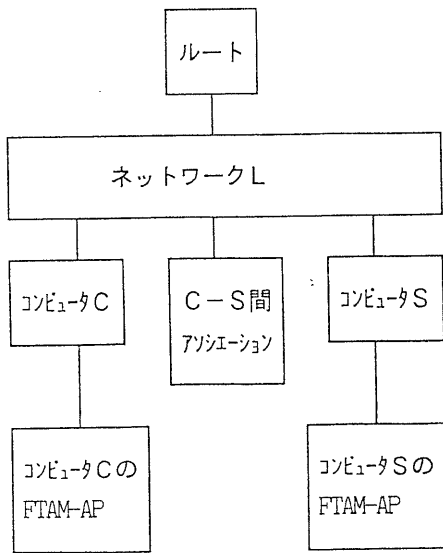 ルート
ネットワークL
コンピュータC
C-S間
アソシエーション
コンピュータS
コンピュータCの
FTAM-AP
コンピュータSの
FTAM-AP